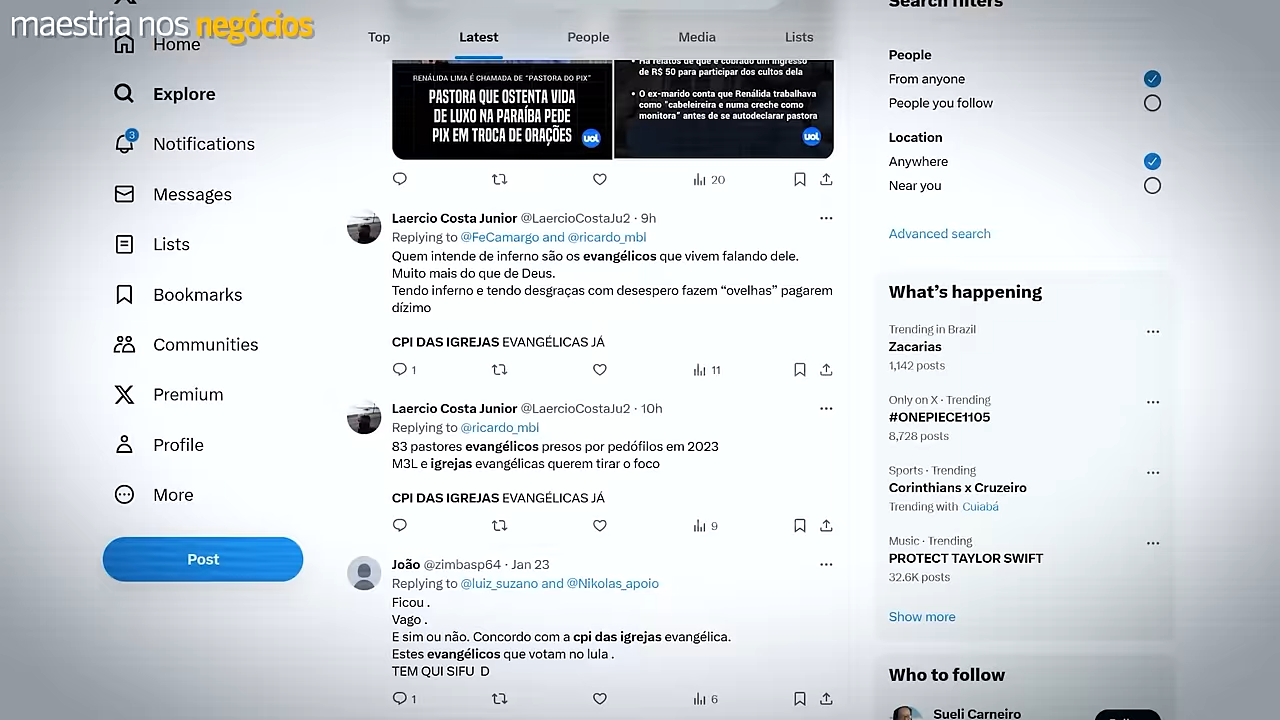 maestria nos negócios
Home
Explore
3
Notifications
Messages
Lists
Bookmarks
Communities
Premium
Profile
More
Post
Top
Latest
People
Media
Lists
RENÁLIDA LIMA É CHAMADA DE “PASTORA DO PIX”
PASTORA QUE OSTENTA VIDA
DE LUXO NA PARAÍBA PEDE
PIX EM TROCA DE ORAÇÕES
uol
Há relatos de que é cobrado um ingresso
de R$ 50 para participar dos cultos dela
• O ex-marido conta que Renálida trabalhava
como “cabeleireira e numa creche como
monitora” antes de se autodeclarar pastora
uol
20
Laercio Costa Junior @LaercioCostaJu2 · 9h
Replying to @FeCamargo and @ricardo_mbl
Quem intende de inferno são os evangélicos que vivem falando dele.
Muito mais do que de Deus.
Tendo inferno e tendo desgraças com desespero fazem “ovelhas” pagarem
dízimo
CPI DAS IGREJAS EVANGÉLICAS JÁ
1
11
Laercio Costa Junior @LaercioCostaJu2 · 10h
Replying to @ricardo_mbl
83 pastores evangélicos presos por pedófilos em 2023
M3L e igrejas evangélicas querem tirar o foco
CPI DAS IGREJAS EVANGÉLICAS JÁ
9
João @zimbasp64 · Jan 23
Replying to @luiz_suzano and @Nikolas_apoio
Ficou .
Vago .
E sim ou não. Concordo com a cpi das igrejas evangélica.
Estes evangélicos que votam no lula .
TEM QUI SIFU D
1
6
Search filters
People
From anyone
People you follow
Location
Anywhere
Near you
Advanced search
What’s happening
Trending in Brazil
Zacarias
1,142 posts
Only on X · Trending
#ONEPIECE1105
8,728 posts
Sports · Trending
Corinthians x Cruzeiro
Trending with Cuiabá
Music · Trending
PROTECT TAYLOR SWIFT
32.6K posts
Show more
Who to follow
Sueli Carneiro